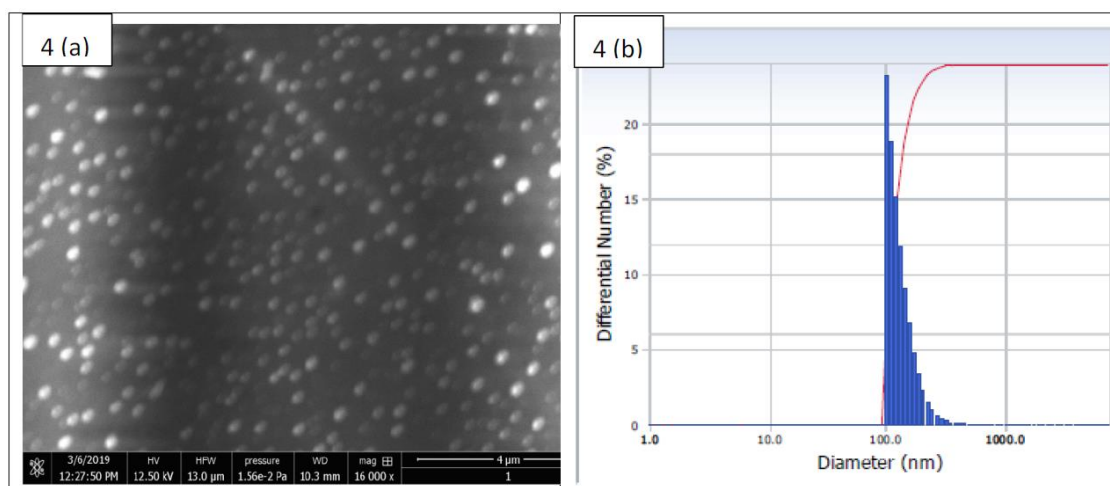 4 (a)
3/6/2019 HV HFW pressure WD mag 4 µm
12:27:50 PM 12.50 kV 13.0 µm 1.56e-2 Pa 10.3 mm 16 000 x 1
4 (b)
Differential Number (%)
20
15
10
5
0
1.0 10.0 100.0 1000.0
Diameter (nm)